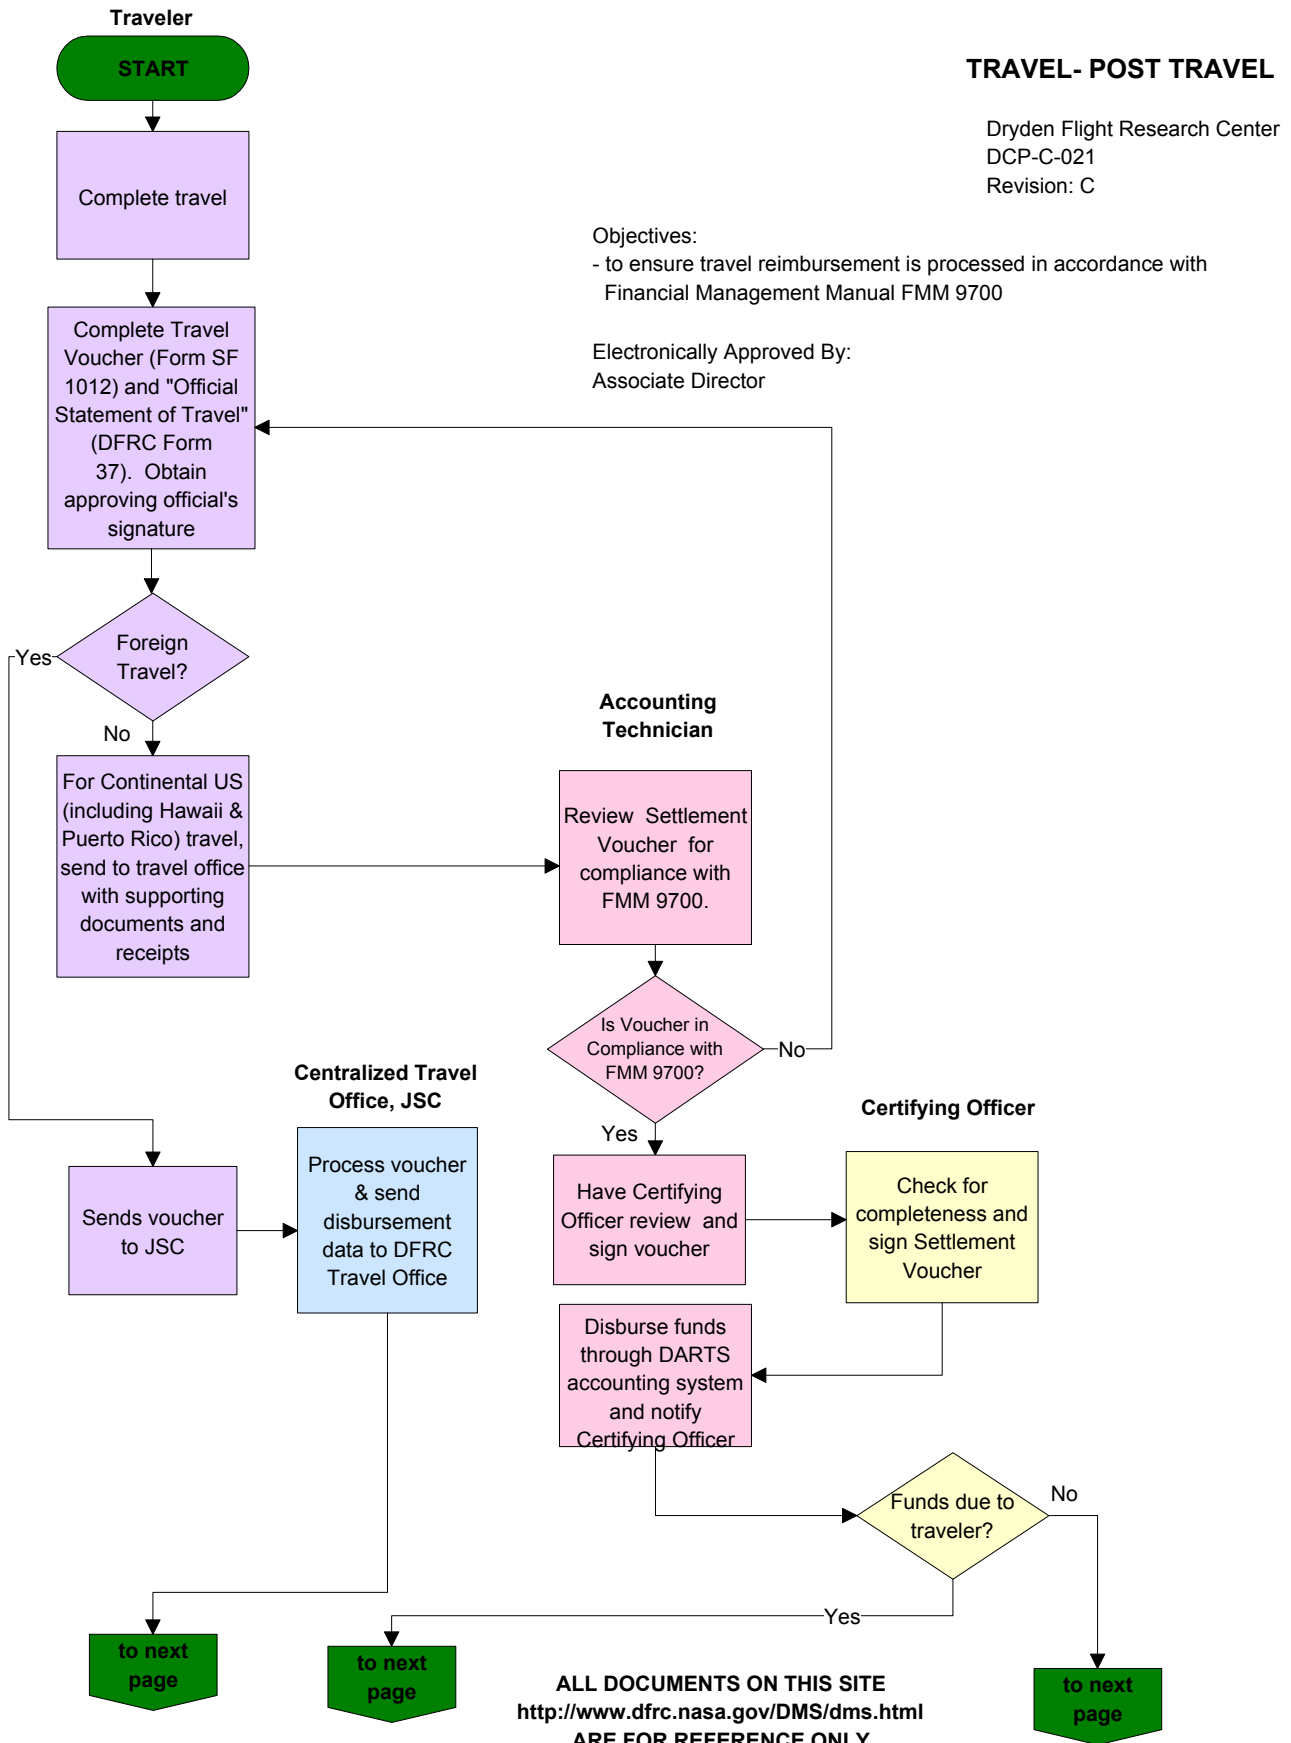 Traveler
START
TRAVEL- POST TRAVEL
Dryden Flight Research Center
DCP-C-021
Revision: C
Complete travel
Objectives:
- to ensure travel reimbursement is processed in accordance with
Financial Management Manual FMM 9700
Electronically Approved By:
Associate Director
Complete Travel
Voucher (Form SF
1012) and "Official
Statement of Travel"
(DFRC Form
37).  Obtain
approving official's
signature
Foreign
Travel?
Yes
No
For Continental US
(including Hawaii &
Puerto Rico) travel,
send to travel office
with supporting
documents and
receipts
Accounting
Technician
Review  Settlement
Voucher  for
compliance with
FMM 9700.
Is Voucher in
Compliance with
FMM 9700?
No
Yes
Centralized Travel
Office, JSC
Certifying Officer
Sends voucher
to JSC
Process voucher
& send
disbursement
data to DFRC
Travel Office
Have Certifying
Officer review  and
sign voucher
Check for
completeness and
sign Settlement
Voucher
Disburse funds
through DARTS
accounting system
and notify
Certifying Officer
Funds due to
traveler?
No
Yes
to next
page
to next
page
to next
page
ALL DOCUMENTS ON THIS SITE
http://www.dfrc.nasa.gov/DMS/dms.html
ARE FOR REFERENCE ONLY